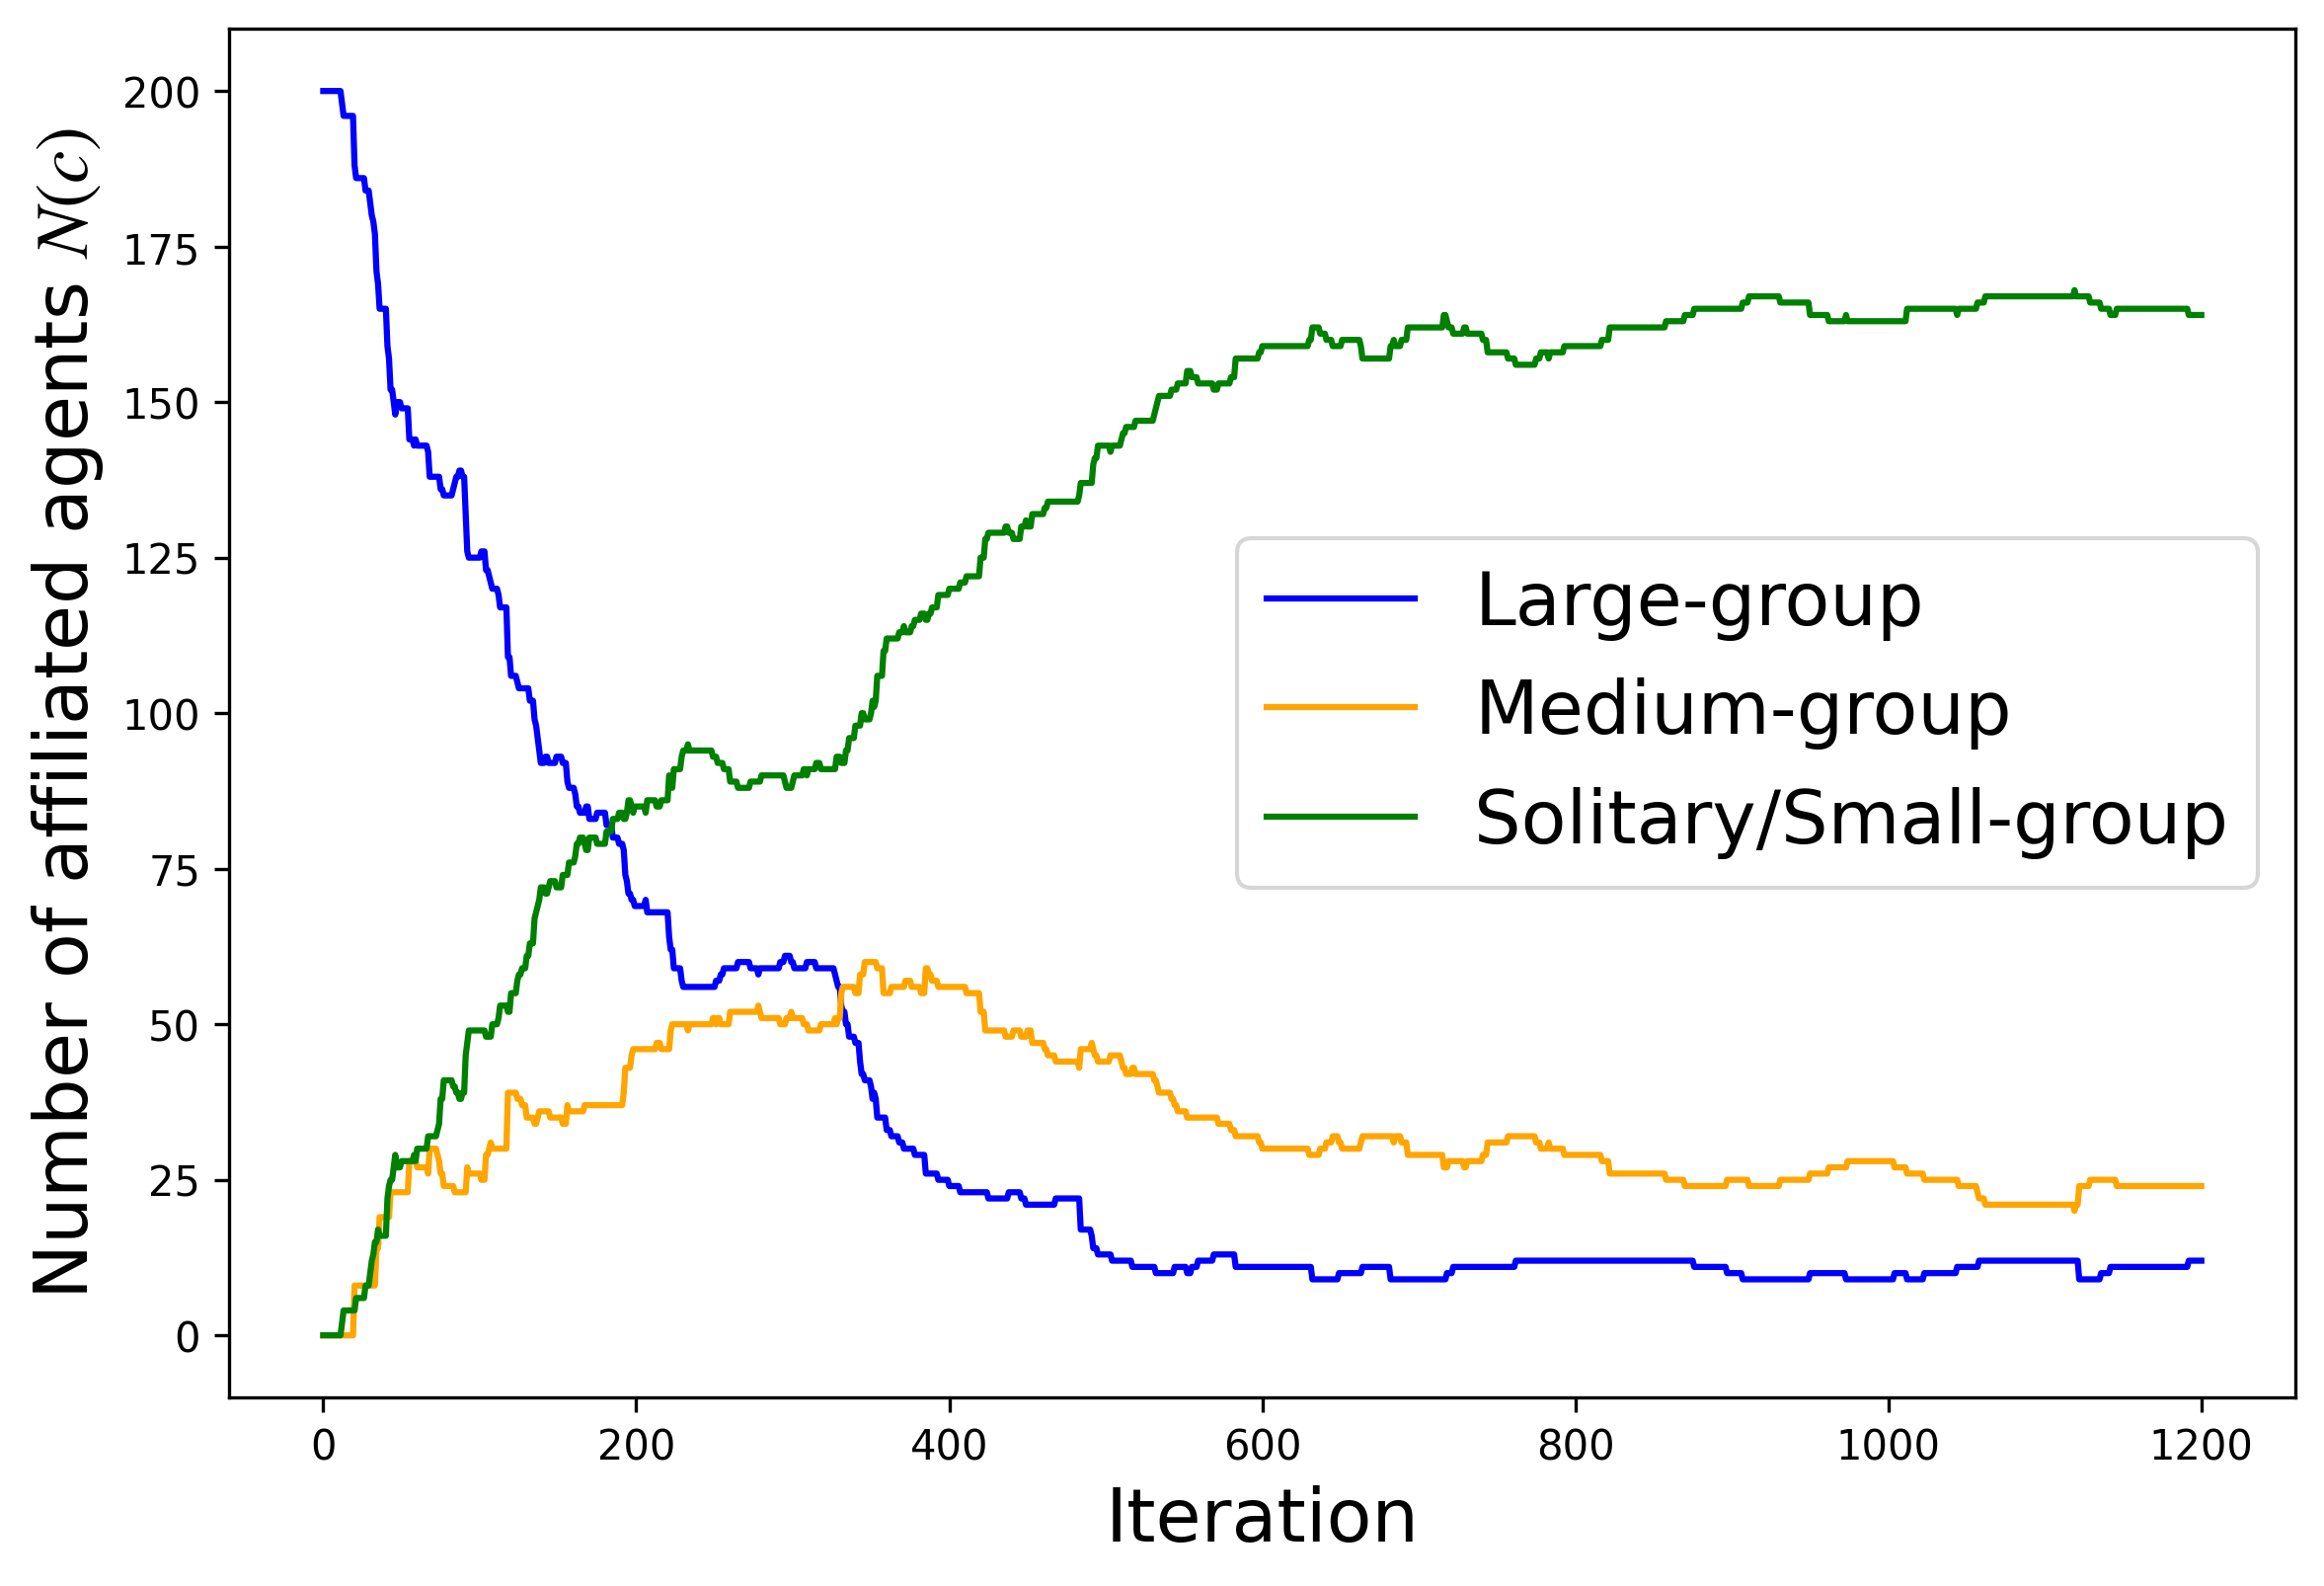 Number of affiliated agents N(c)
200
175
150
125
100
75
50
25
0
Large-group
Medium-group
Solitary/Small-group
0 200 400 600 800 1000 1200
Iteration